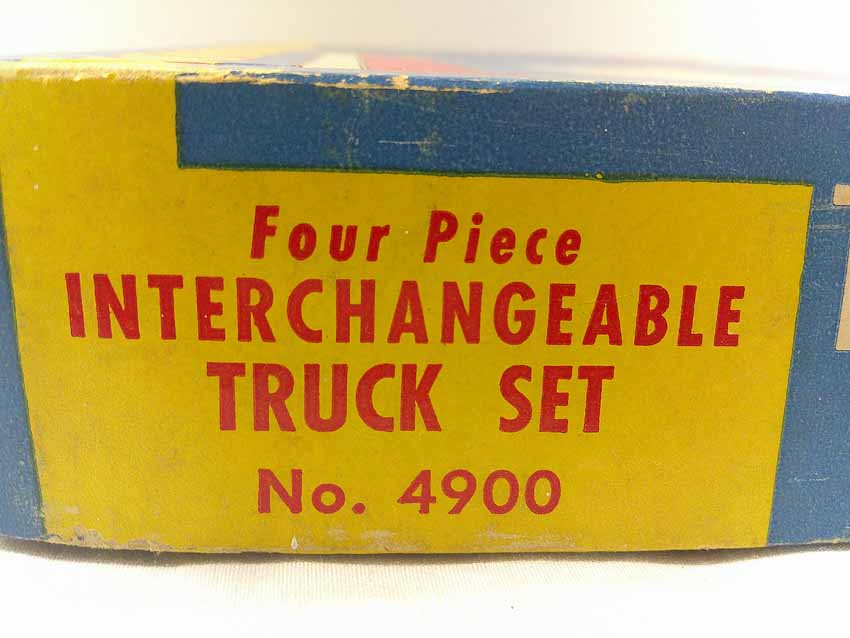 Four Piece
INTERCHANGEABLE
TRUCK SET
No. 4900